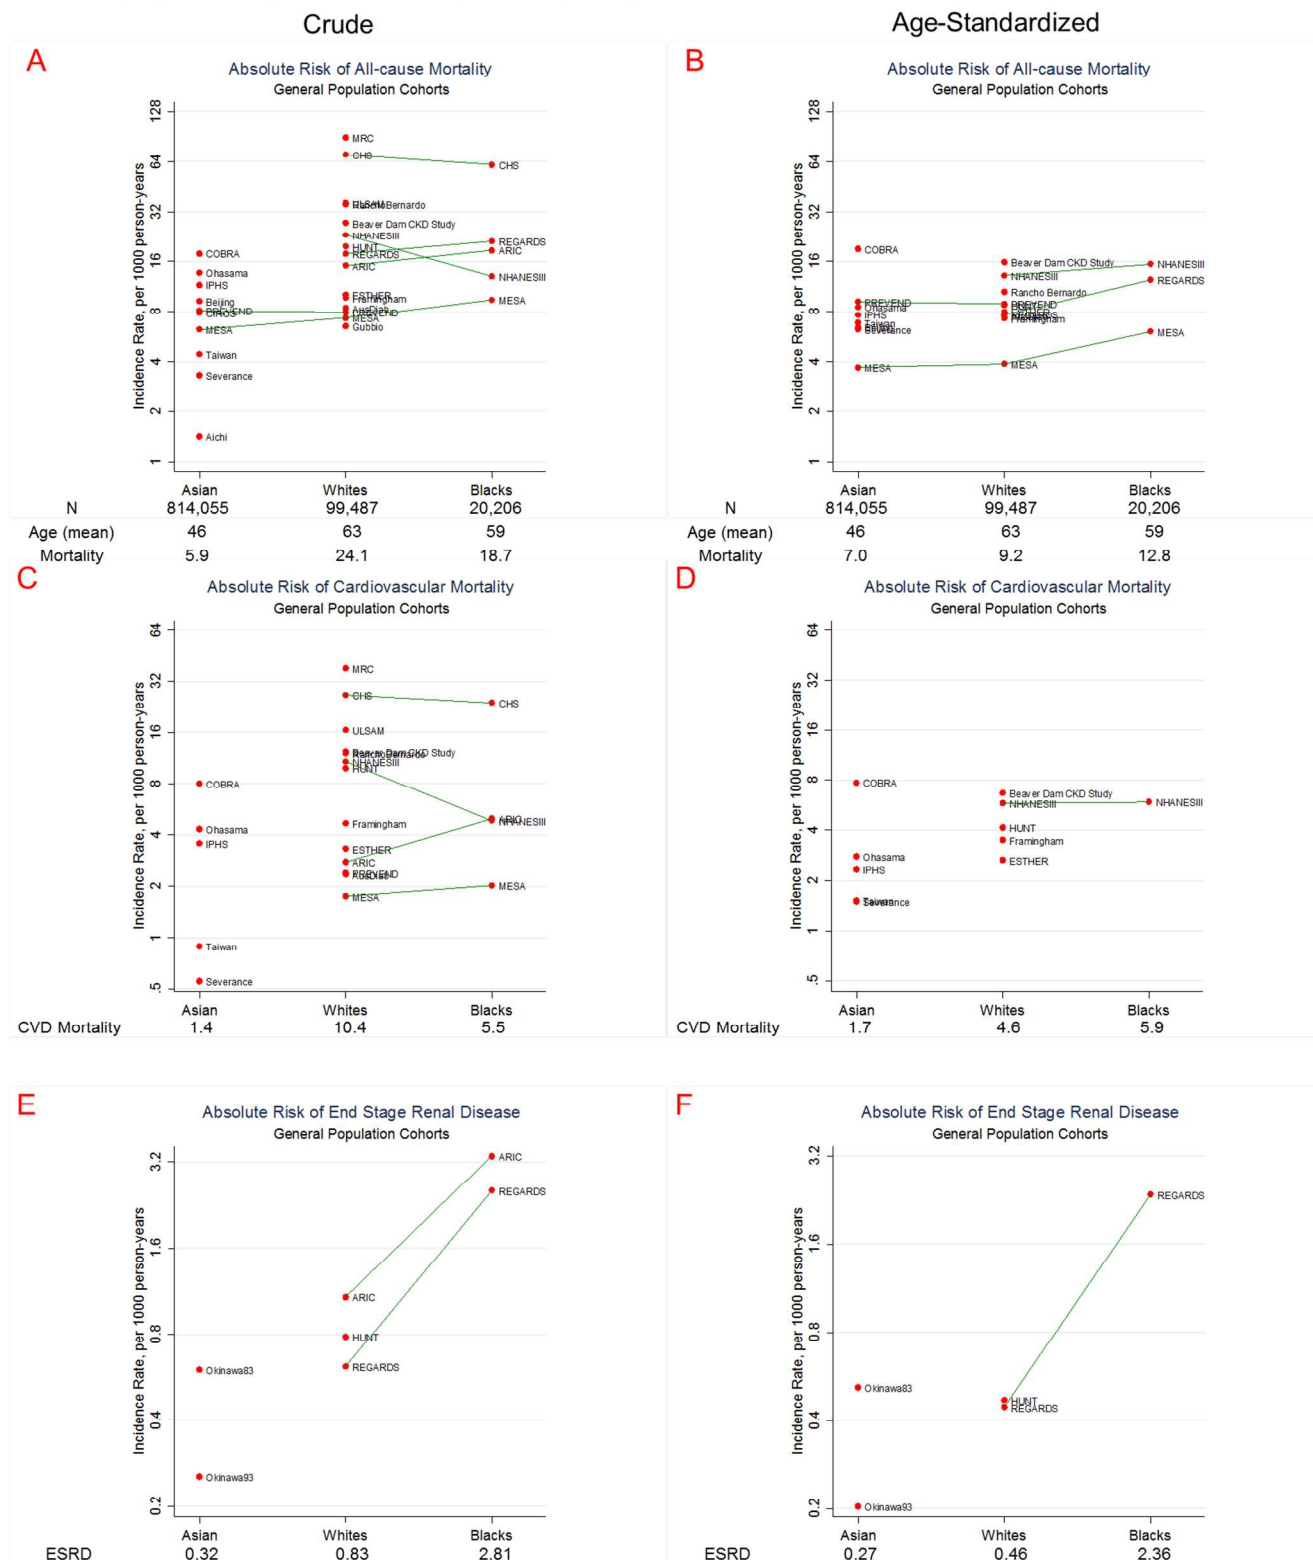 Crude
Age-Standardized
A
Absolute Risk of All-cause Mortality
General Population Cohorts
Incidence Rate, per 1000 person-years
128
64
32
16
8
4
2
1
MRC
CHS
CHS
ULSAM
RanchoBernardo
Beaver Dam CKD Study
NHANESIII
HUNT
REGARDS
REGARDS
ARIC
ARIC
COBRA
Ohasama
IPHS
NHANESIII
ESTHER
Framingham
MESA
Beijing
PREVEND
CIRCS
AusDiab
PREVEND
MESA
Gubbio
MESA
Taiwan
Severance
Aichi
Asian Whites Blacks
N 814,055 99,487 20,206
Age (mean) 46 63 59
Mortality 5.9 24.1 18.7
B
Absolute Risk of All-cause Mortality
General Population Cohorts
Incidence Rate, per 1000 person-years
128
64
32
16
8
4
2
1
COBRA
Beaver Dam CKD Study
NHANESIII
NHANESIII
Rancho Bernardo
REGARDS
PREVEND
PREVEND
Ohasama
IPHS
ESTHER
Framingham
Taiwan
Severance
MESA
MESA
MESA
Asian Whites Blacks
N 814,055 99,487 20,206
Age (mean) 46 63 59
Mortality 7.0 9.2 12.8
C
Absolute Risk of Cardiovascular Mortality
General Population Cohorts
Incidence Rate, per 1000 person-years
64
32
16
8
4
2
1
.5
MRC
CHS
CHS
ULSAM
Beaver Dam CKD Study
RanchoBernardo
NHANESIII
HUNT
COBRA
Ohasama
IPHS
Framingham
ARIC
NHANESIII
ESTHER
ARIC
PREVEND
AusDiab
MESA
MESA
Taiwan
Severance
Asian Whites Blacks
CVD Mortality 1.4 10.4 5.5
D
Absolute Risk of Cardiovascular Mortality
General Population Cohorts
Incidence Rate, per 1000 person-years
64
32
16
8
4
2
1
.5
COBRA
Beaver Dam CKD Study
NHANESIII
NHANESIII
HUNT
Framingham
ESTHER
Ohasama
IPHS
Taiwan
Severance
Asian Whites Blacks
CVD Mortality 1.7 4.6 5.9
E
Absolute Risk of End Stage Renal Disease
General Population Cohorts
Incidence Rate, per 1000 person-years
3.2
1.6
0.8
0.4
0.2
ARIC
REGARDS
ARIC
HUNT
REGARDS
Okinawa83
Okinawa93
Asian Whites Blacks
ESRD 0.32 0.83 2.81
F
Absolute Risk of End Stage Renal Disease
General Population Cohorts
Incidence Rate, per 1000 person-years
3.2
1.6
0.8
0.4
0.2
REGARDS
Okinawa83
HUNT
REGARDS
Okinawa93
Asian Whites Blacks
ESRD 0.27 0.46 2.36